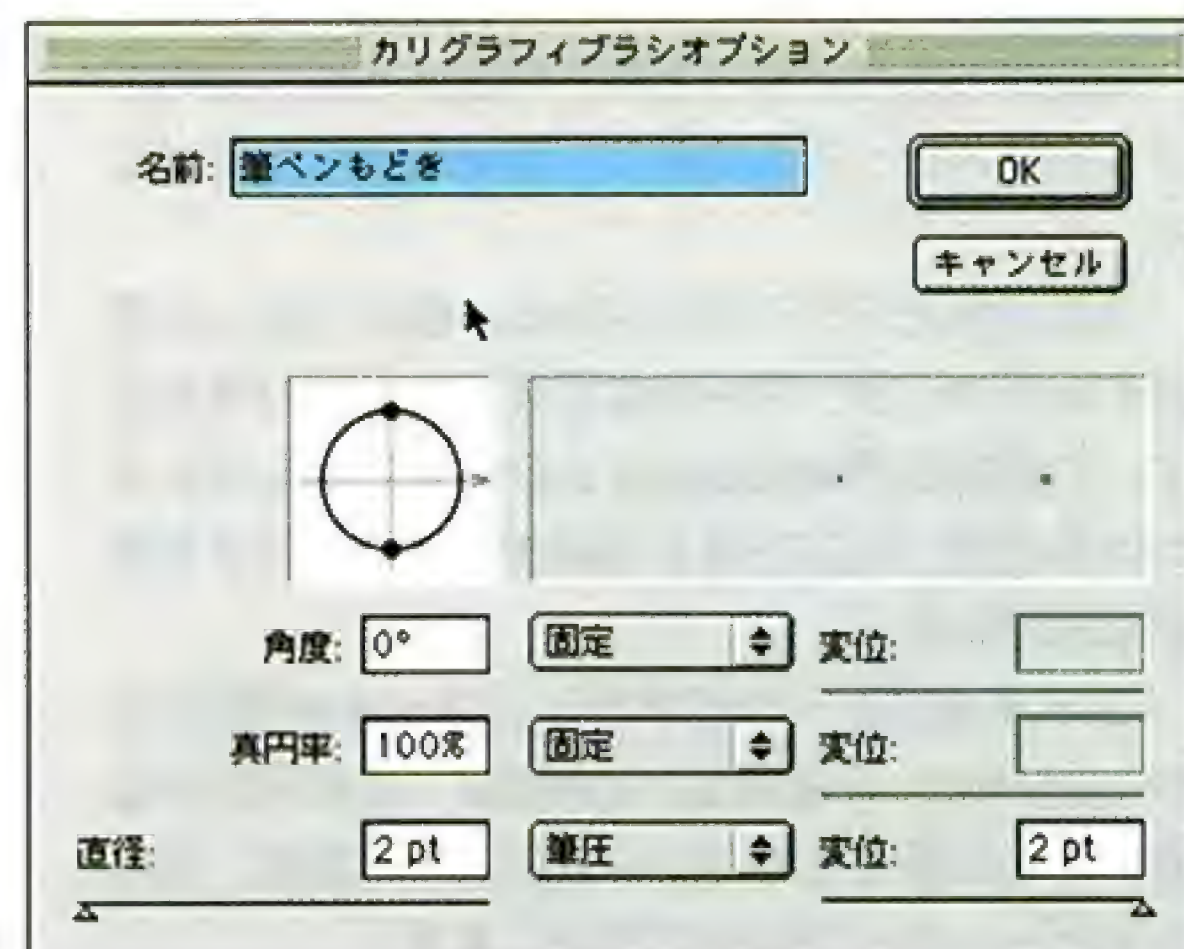 カリグラフィブラシオプション
名前: 筆ペンもどき
OK
キャンセル
角度: 0° 固定 変位:
真円率: 100% 固定 変位:
直径: 2 pt 筆圧 変位: 2 pt